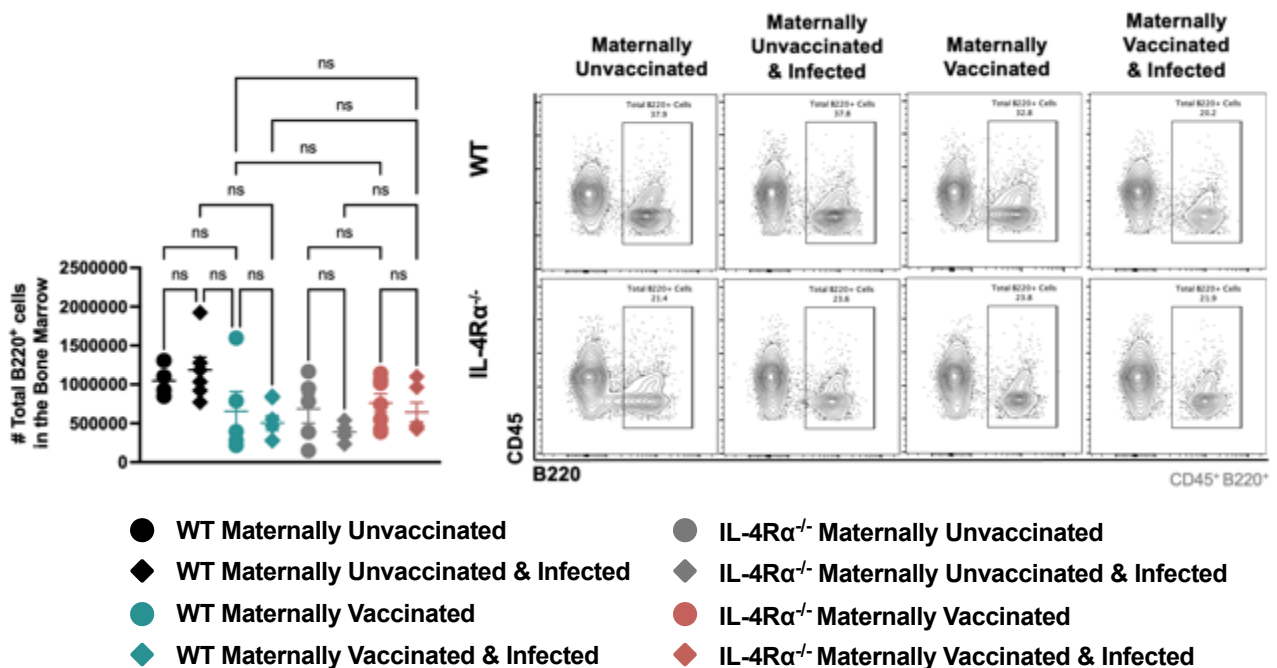 ns
ns
ns
ns
ns
ns
ns
ns
ns
ns
ns
ns
ns
# Total B220⁺ cells
in the Bone Marrow
2500000
2000000
1500000
1000000
500000
0
Maternally
Unvaccinated
Maternally
Unvaccinated
& Infected
Maternally
Vaccinated
Maternally
Vaccinated
& Infected
WT
Total B220+ Cells
37.9
Total B220+ Cells
37.8
Total B220+ Cells
32.8
Total B220+ Cells
20.2
IL-4Rα⁻/⁻
Total B220+ Cells
21.4
Total B220+ Cells
23.6
Total B220+ Cells
23.8
Total B220+ Cells
21.9
CD45
B220
CD45⁺ B220⁺
WT Maternally Unvaccinated
WT Maternally Unvaccinated & Infected
WT Maternally Vaccinated
WT Maternally Vaccinated & Infected
IL-4Rα⁻/⁻ Maternally Unvaccinated
IL-4Rα⁻/⁻ Maternally Unvaccinated & Infected
IL-4Rα⁻/⁻ Maternally Vaccinated
IL-4Rα⁻/⁻ Maternally Vaccinated & Infected